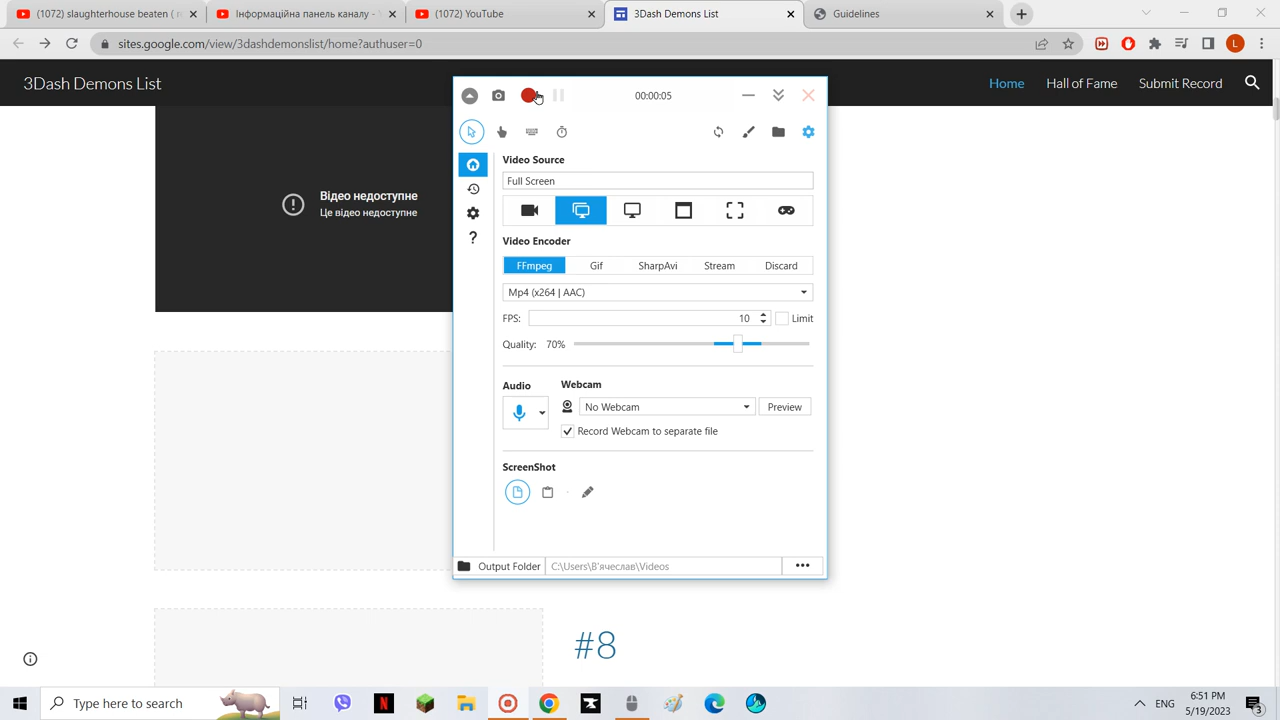 (1072) slaughterhouse beaten ( r
Інформаційна панель каналу - Y
(1072) YouTube
3Dash Demons List
Guidelines
sites.google.com/view/3dashdemonslist/home?authuser=0
L
3Dash Demons List
Home
Hall of Fame
Submit Record
00:00:05
Відео недоступне
Це відео недоступне
Video Source
Full Screen
Video Encoder
FFmpeg
Gif
SharpAvi
Stream
Discard
Mp4 (x264 | AAC)
FPS:
10
Limit
Quality:
70%
Audio
Webcam
No Webcam
Preview
Record Webcam to separate file
ScreenShot
Output Folder
C:\Users\В'ячеслав\Videos
•••
#8
Type here to search
ENG
6:51 PM
5/19/2023
3